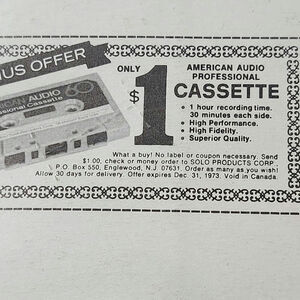 US OFFER
ONLY
$1
AMERICAN AUDIO
PROFESSIONAL
CASSETTE
• 1 hour recording time.
30 minutes each side.
• High Performance.
• High Fidelity.
• Superior Quality.
ICAN AUDIO 60
essional Cassette
What a buy! No label or coupon necessary. Send
$1.00, check or money order to SOLO PRODUCTS CORP.,
P.O. Box 350, Englewood, N.J. 07631. Order as many as you wish!
Allow 30 days for delivery. Offer expires Dec. 31, 1973. Void in Canada.